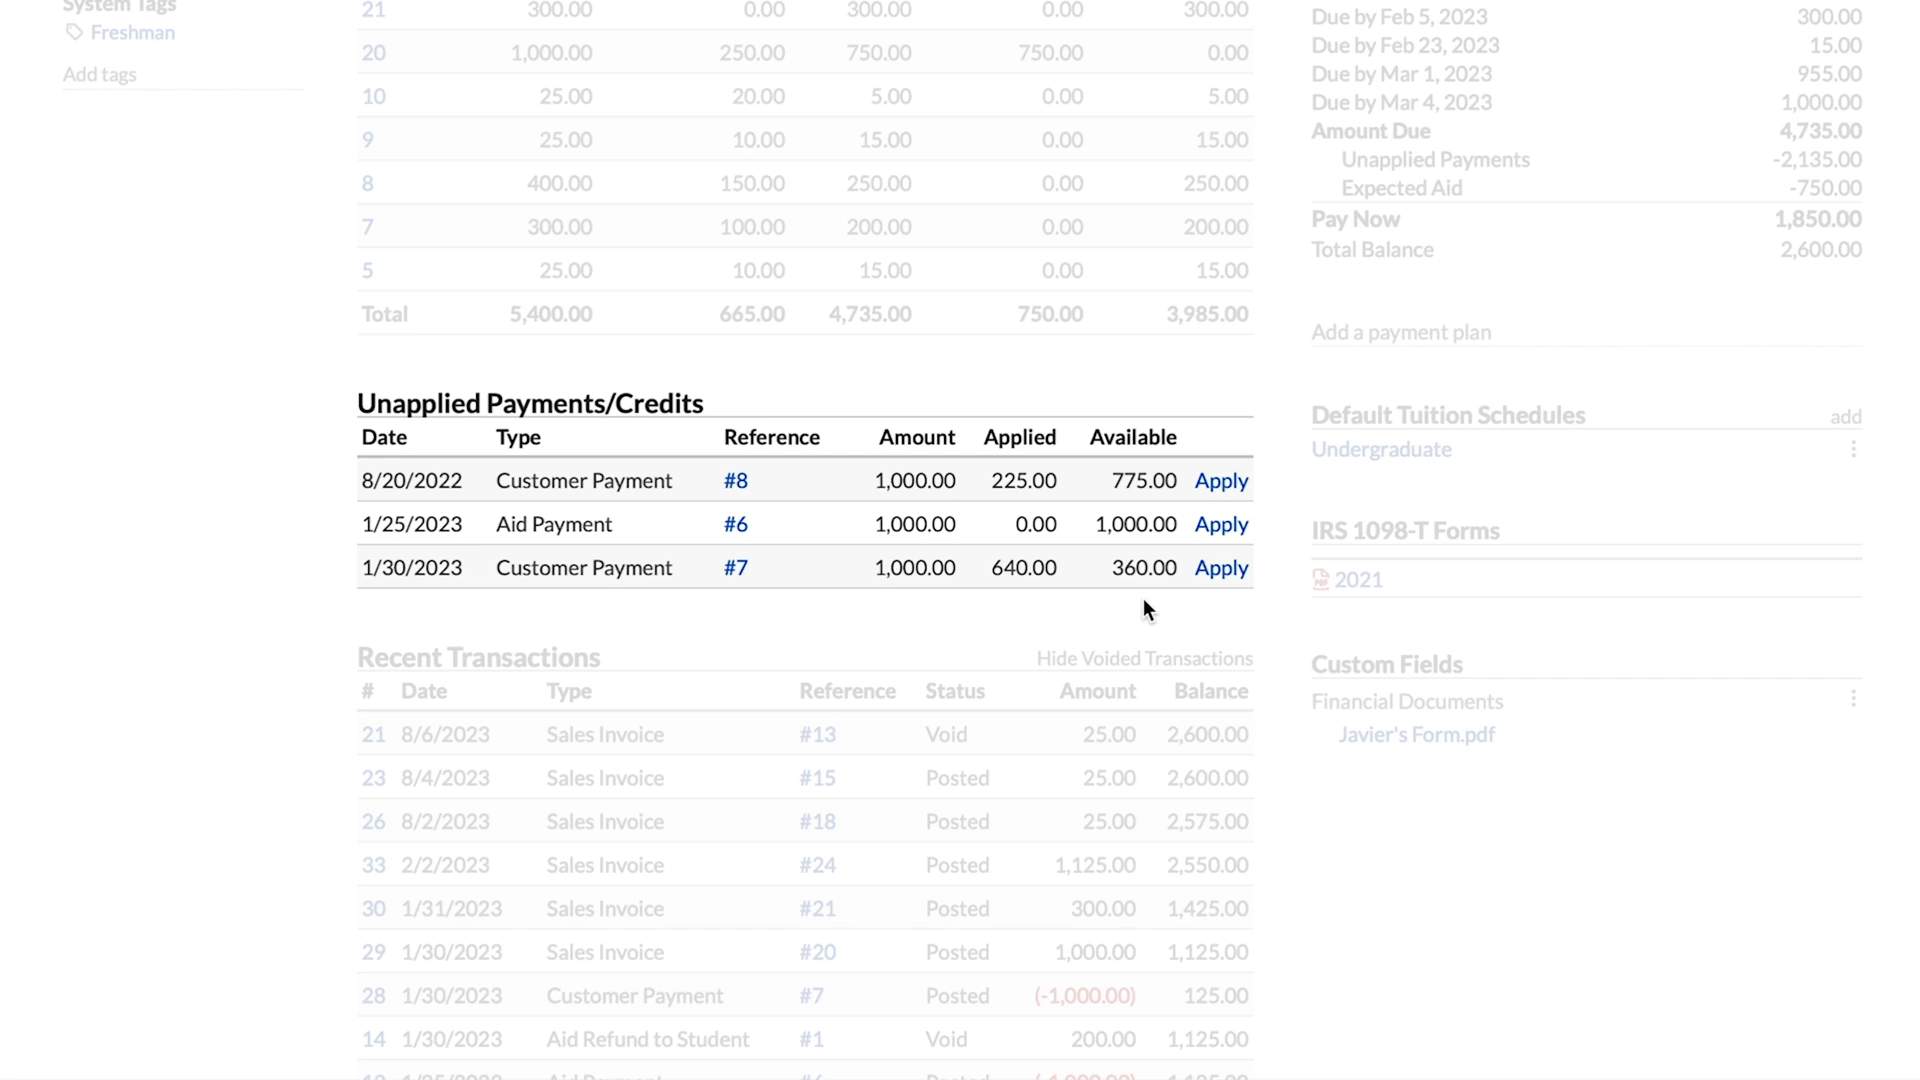 System Tags
Freshman
Add tags
21 300.00 0.00 300.00 0.00 300.00
20 1,000.00 250.00 750.00 750.00 0.00
10 25.00 20.00 5.00 0.00 5.00
9 25.00 10.00 15.00 0.00 15.00
8 400.00 150.00 250.00 0.00 250.00
7 300.00 100.00 200.00 0.00 200.00
5 25.00 10.00 15.00 0.00 15.00
Total 5,400.00 665.00 4,735.00 750.00 3,985.00
Unapplied Payments/Credits
Date Type Reference Amount Applied Available
8/20/2022 Customer Payment #8 1,000.00 225.00 775.00 Apply
1/25/2023 Aid Payment #6 1,000.00 0.00 1,000.00 Apply
1/30/2023 Customer Payment #7 1,000.00 640.00 360.00 Apply
Recent Transactions Hide Voided Transactions
# Date Type Reference Status Amount Balance
21 8/6/2023 Sales Invoice #13 Void 25.00 2,600.00
23 8/4/2023 Sales Invoice #15 Posted 25.00 2,600.00
26 8/2/2023 Sales Invoice #18 Posted 25.00 2,575.00
33 2/2/2023 Sales Invoice #24 Posted 1,125.00 2,550.00
30 1/31/2023 Sales Invoice #21 Posted 300.00 1,425.00
29 1/30/2023 Sales Invoice #20 Posted 1,000.00 1,125.00
28 1/30/2023 Customer Payment #7 Posted (-1,000.00) 125.00
14 1/30/2023 Aid Refund to Student #1 Void 200.00 1,125.00
Due by Feb 5, 2023 300.00
Due by Feb 23, 2023 15.00
Due by Mar 1, 2023 955.00
Due by Mar 4, 2023 1,000.00
Amount Due 4,735.00
Unapplied Payments -2,135.00
Expected Aid -750.00
Pay Now 1,850.00
Total Balance 2,600.00
Add a payment plan
Default Tuition Schedules add
Undergraduate
IRS 1098-T Forms
2021
Custom Fields
Financial Documents
Javier's Form.pdf